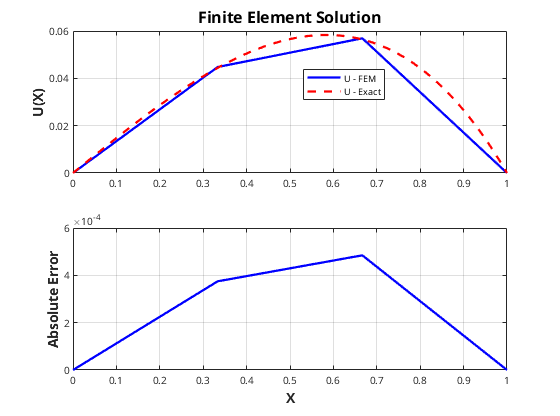 Finite Element Solution
0.06
0.04
0.02
0
U(X)
U - FEM
U - Exact
0 0.1 0.2 0.3 0.4 0.5 0.6 0.7 0.8 0.9 1
×10⁻⁴
6
4
2
0
Absolute Error
0 0.1 0.2 0.3 0.4 0.5 0.6 0.7 0.8 0.9 1
X